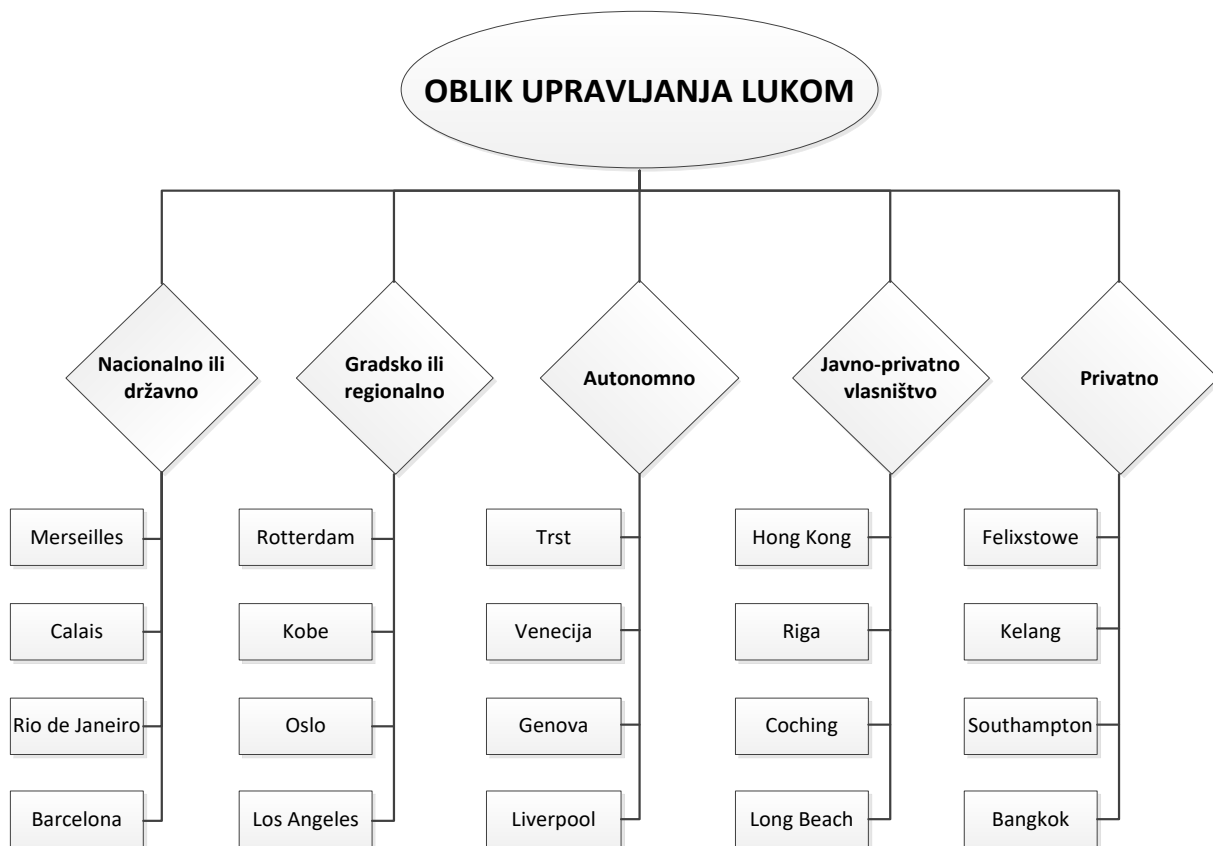 OBLIK UPRAVLJANJA LUKOM
Nacionalno ili
državno
Gradsko ili
regionalno
Autonomno
Javno-privatno
vlasništvo
Privatno
Merseilles
Rotterdam
Trst
Hong Kong
Felixstowe
Calais
Kobe
Venecija
Riga
Kelang
Rio de Janeiro
Oslo
Genova
Coching
Southampton
Barcelona
Los Angeles
Liverpool
Long Beach
Bangkok